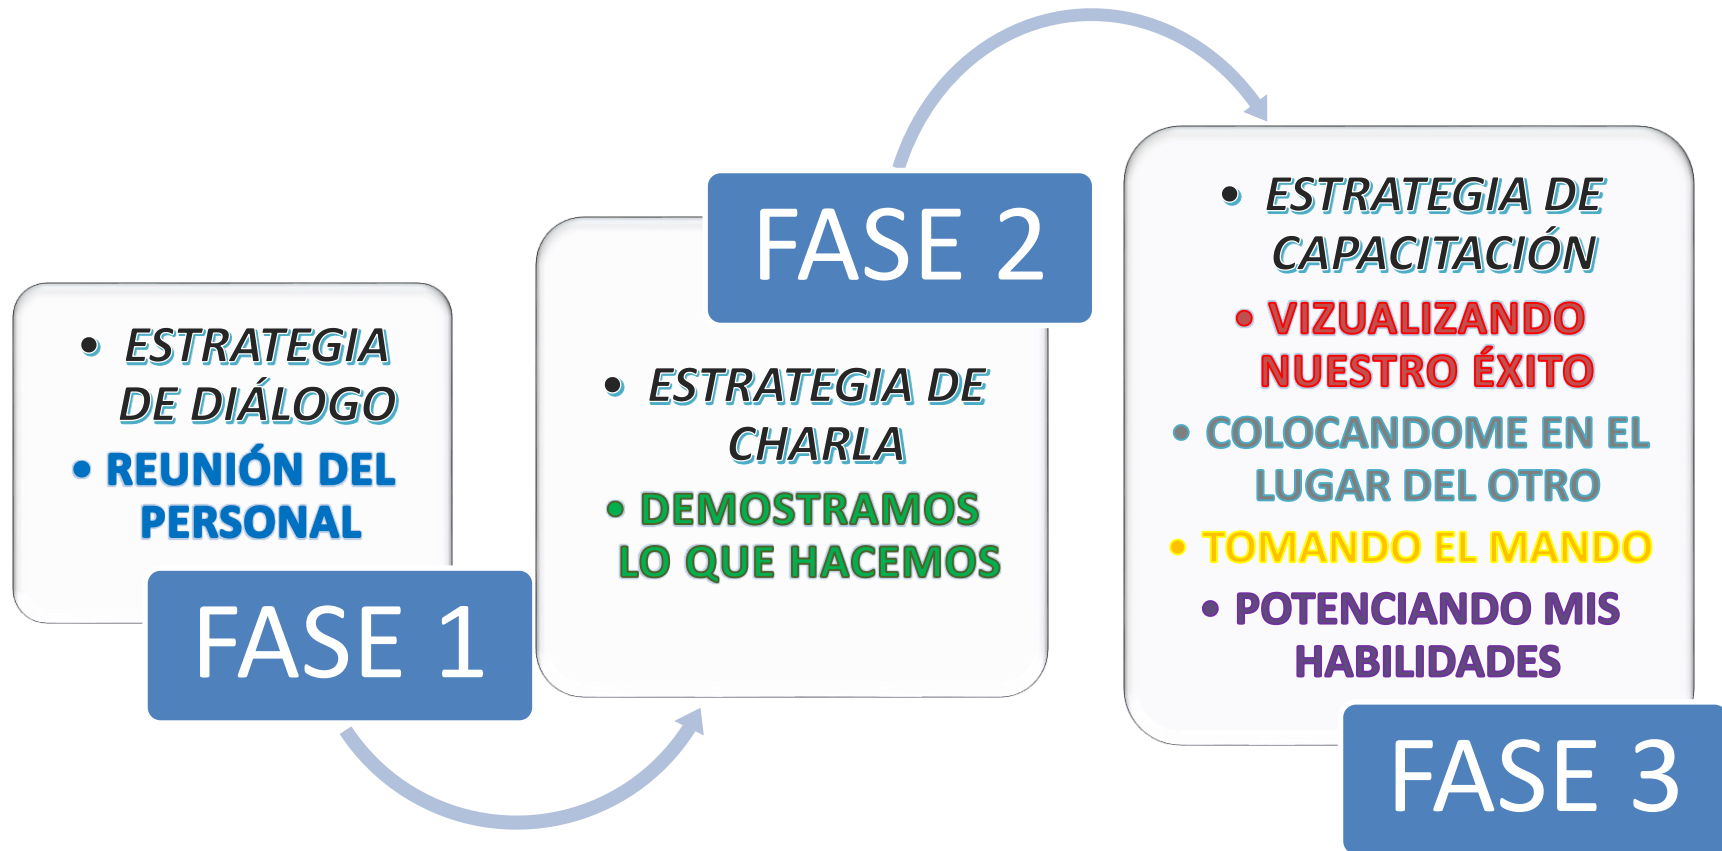 • ESTRATEGIA
DE DIÁLOGO
• REUNIÓN DEL
PERSONAL
FASE 1
FASE 2
• ESTRATEGIA DE
CHARLA
• DEMOSTRAMOS
LO QUE HACEMOS
• ESTRATEGIA DE
CAPACITACIÓN
• VIZUALIZANDO
NUESTRO ÉXITO
• COLOCANDOME EN EL
LUGAR DEL OTRO
• TOMANDO EL MANDO
• POTENCIANDO MIS
HABILIDADES
FASE 3